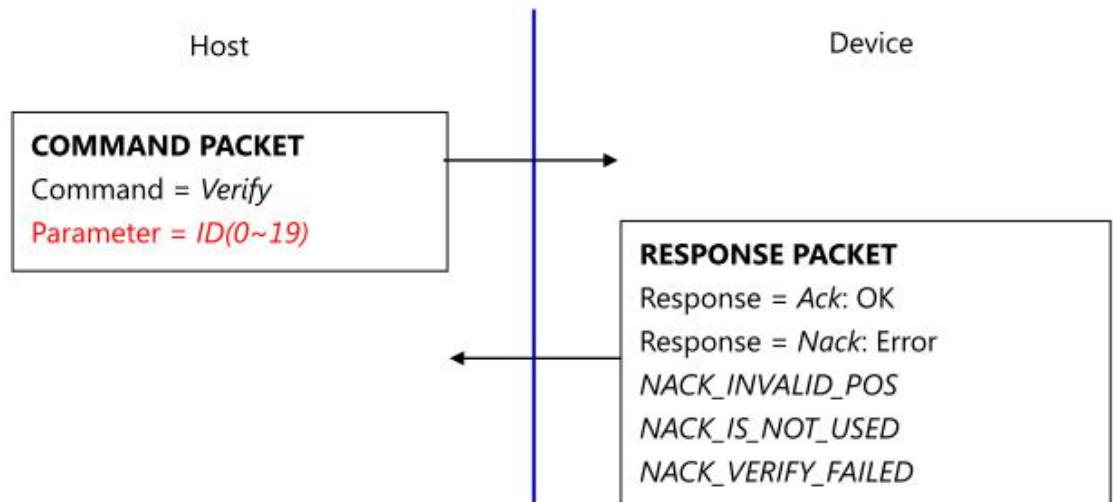 Host
Device
COMMAND PACKET
Command = Verify
Parameter = ID(0~19)
RESPONSE PACKET
Response = Ack: OK
Response = Nack: Error
NACK_INVALID_POS
NACK_IS_NOT_USED
NACK_VERIFY_FAILED